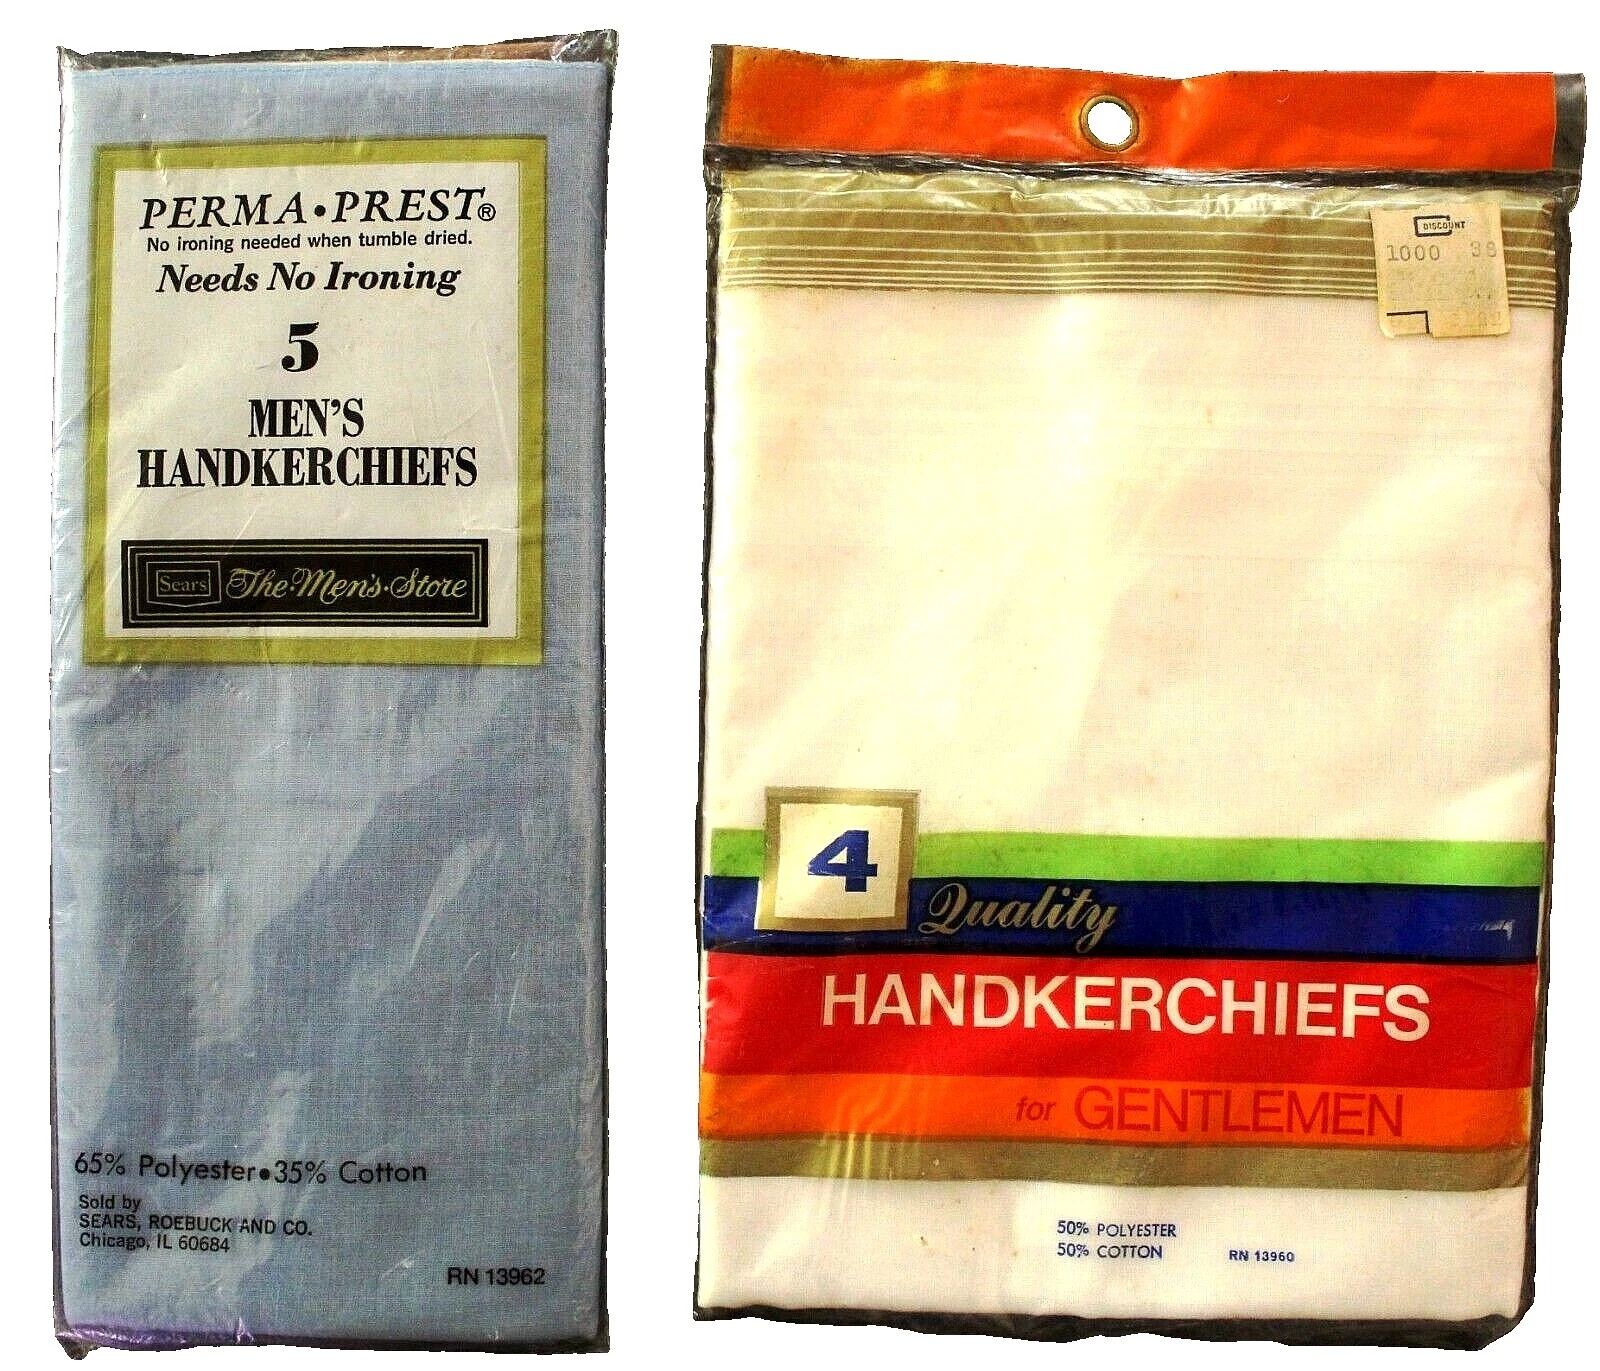 PERMA•PREST®
No ironing needed when tumble dried.
Needs No Ironing
5
MEN'S
HANDKERCHIEFS
Sears The•Men's•Store
65% Polyester•35% Cotton
Sold by
SEARS, ROEBUCK AND CO.
Chicago, IL 60684
RN 13962
DISCOUNT
1000 38
4
Quality
HANDKERCHIEFS
for GENTLEMEN
50% POLYESTER
50% COTTON
RN 13960